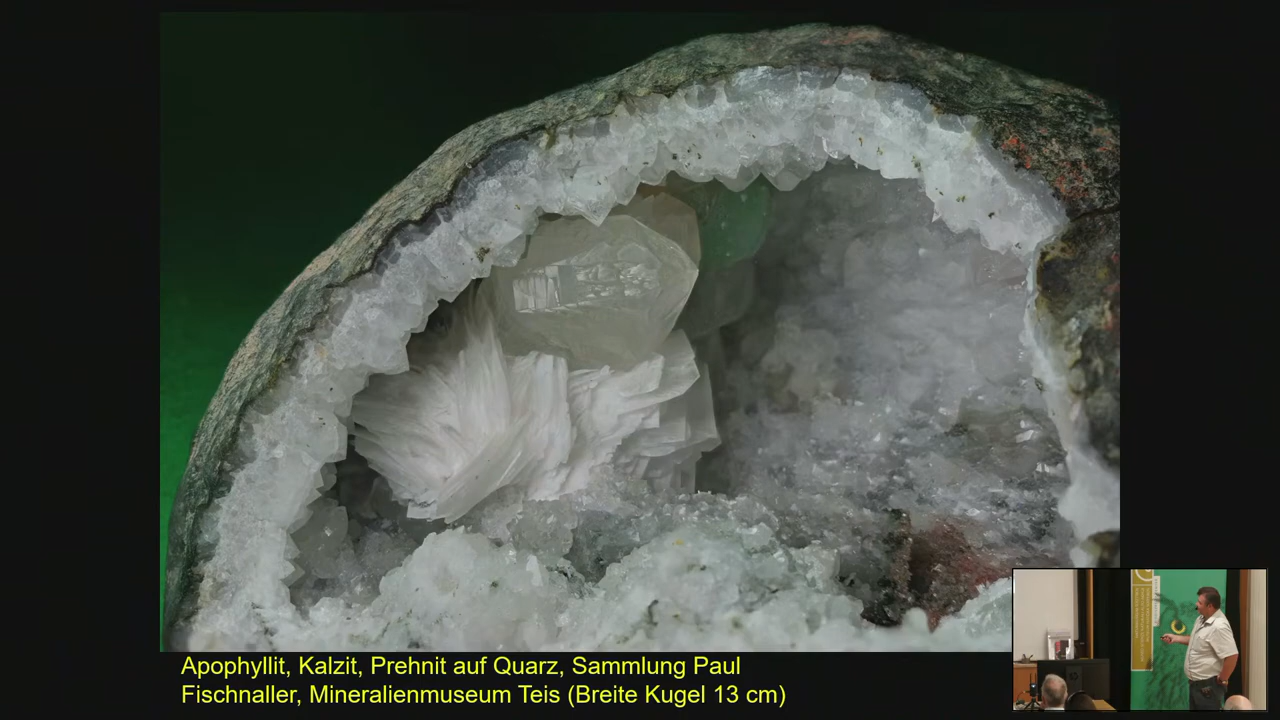 Apophyllit, Kalzit, Prehnit auf Quarz, Sammlung Paul
Fischnaller, Mineralienmuseum Teis (Breite Kugel 13 cm)